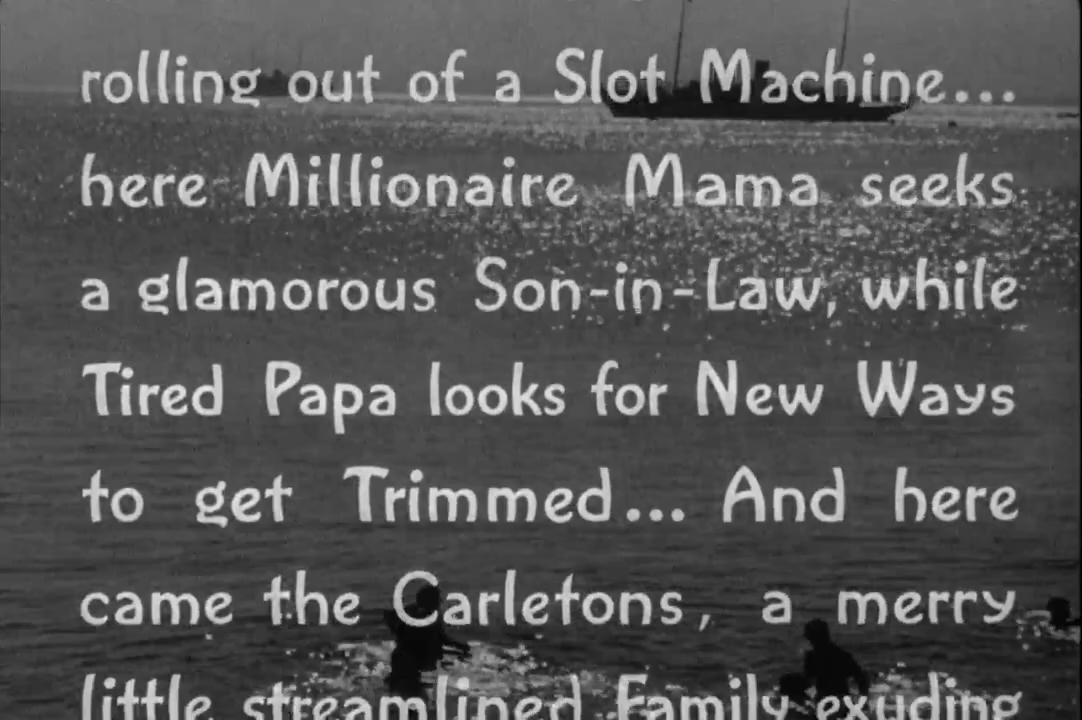 rolling out of a Slot Machine...
here Millionaire Mama seeks
a glamorous Son-in-Law, while
Tired Papa looks for New Ways
to get Trimmed... And here
came the Carletons, a merry
little streamlined Family exuding